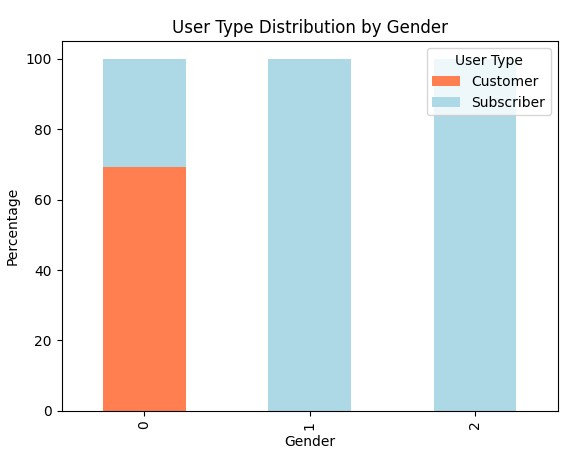 User Type Distribution by Gender
User Type
Customer
Subscriber
100
80
60
40
20
0
Percentage
0
1
2
Gender